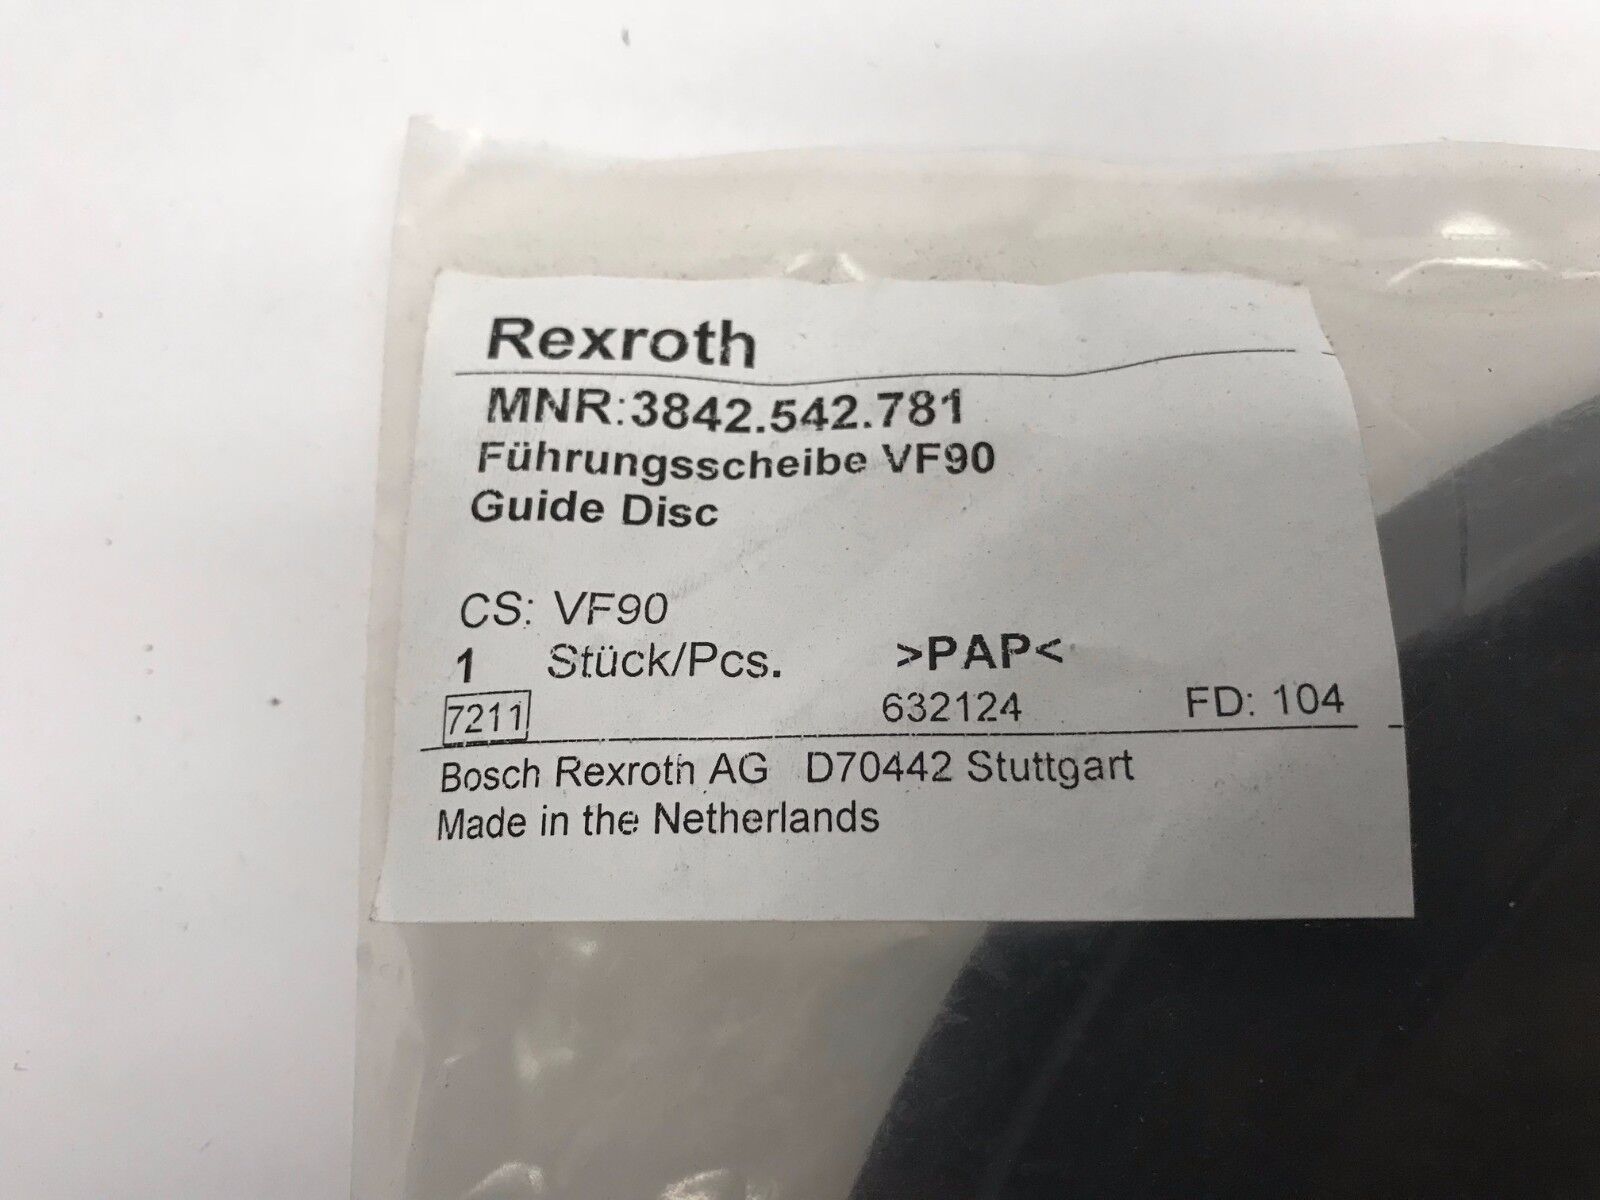 Rexroth
MNR:3842.542.781
Führungsscheibe VF90
Guide Disc
CS: VF90
1 Stück/Pcs. >PAP<
7211 632124 FD: 104
Bosch Rexroth AG D70442 Stuttgart
Made in the Netherlands